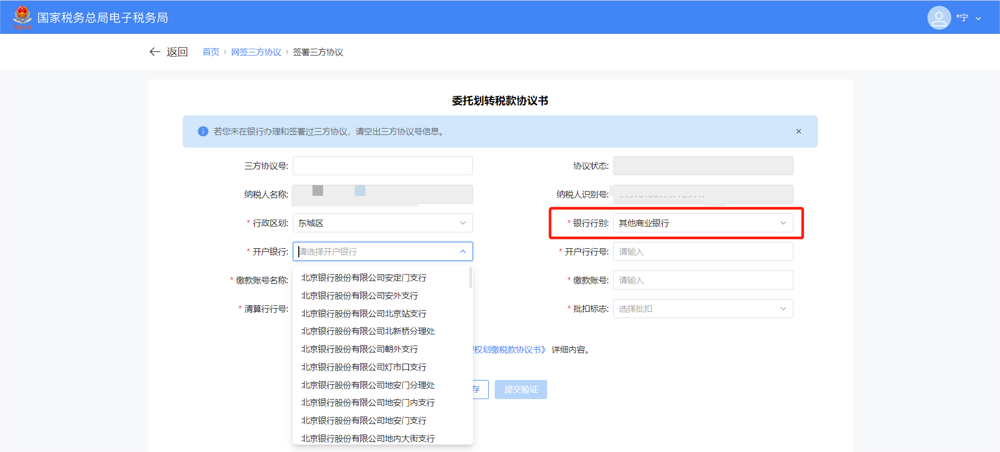 国家税务总局电子税务局
*宁
返回 首页 > 网签三方协议 > 签署三方协议
委托划转税款协议书
若您未在银行办理和签署过三方协议，请空出三方协议号信息。
三方协议号:
协议状态:
纳税人名称:
纳税人识别号:
* 行政区划: 东城区
* 银行行别: 其他商业银行
* 开户银行: 请选择开户银行
* 开户行行号: 请输入
* 缴款账号名称:
* 缴款账号: 请输入
* 清算行行号:
* 批扣标志: 选择批扣
北京银行股份有限公司安定门支行
北京银行股份有限公司安外支行
北京银行股份有限公司北京站支行
北京银行股份有限公司北新桥分理处
北京银行股份有限公司朝外支行
北京银行股份有限公司灯市口支行
北京银行股份有限公司地安门分理处
北京银行股份有限公司地安门内支行
北京银行股份有限公司地安门支行
北京银行股份有限公司地内大街支行
权划缴税款协议书》 详细内容。
存
提交验证